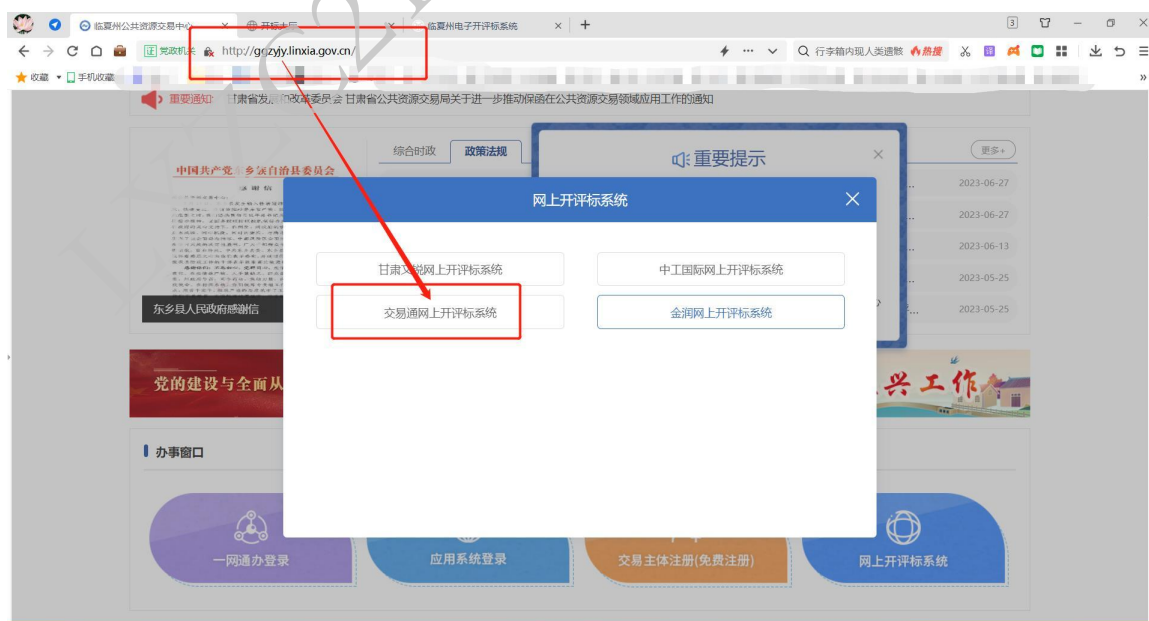 临夏州公共资源交易中心
开标大厅
临夏州电子开评标系统
3
证 党政机关 http://ggzyjy.linxia.gov.cn/
行李箱内现人类遗骸 热搜
收藏 手机收藏
重要通知: 甘肃省发展和改革委员会 甘肃省公共资源交易局关于进一步推动保函在公共资源交易领域应用工作的通知
综合时政 政策法规
重要提示
更多+
中国共产党东乡族自治县委员会
感谢信
东乡县人民政府感谢信
2023-06-27
2023-06-27
2023-06-13
2023-05-25
2023-05-25
网上开评标系统
甘肃文锐网上开评标系统
中工国际网上开评标系统
交易通网上开评标系统
金润网上开评标系统
党的建设与全面从
兴工作
办事窗口
一网通办登录
应用系统登录
交易主体注册(免费注册)
网上开评标系统